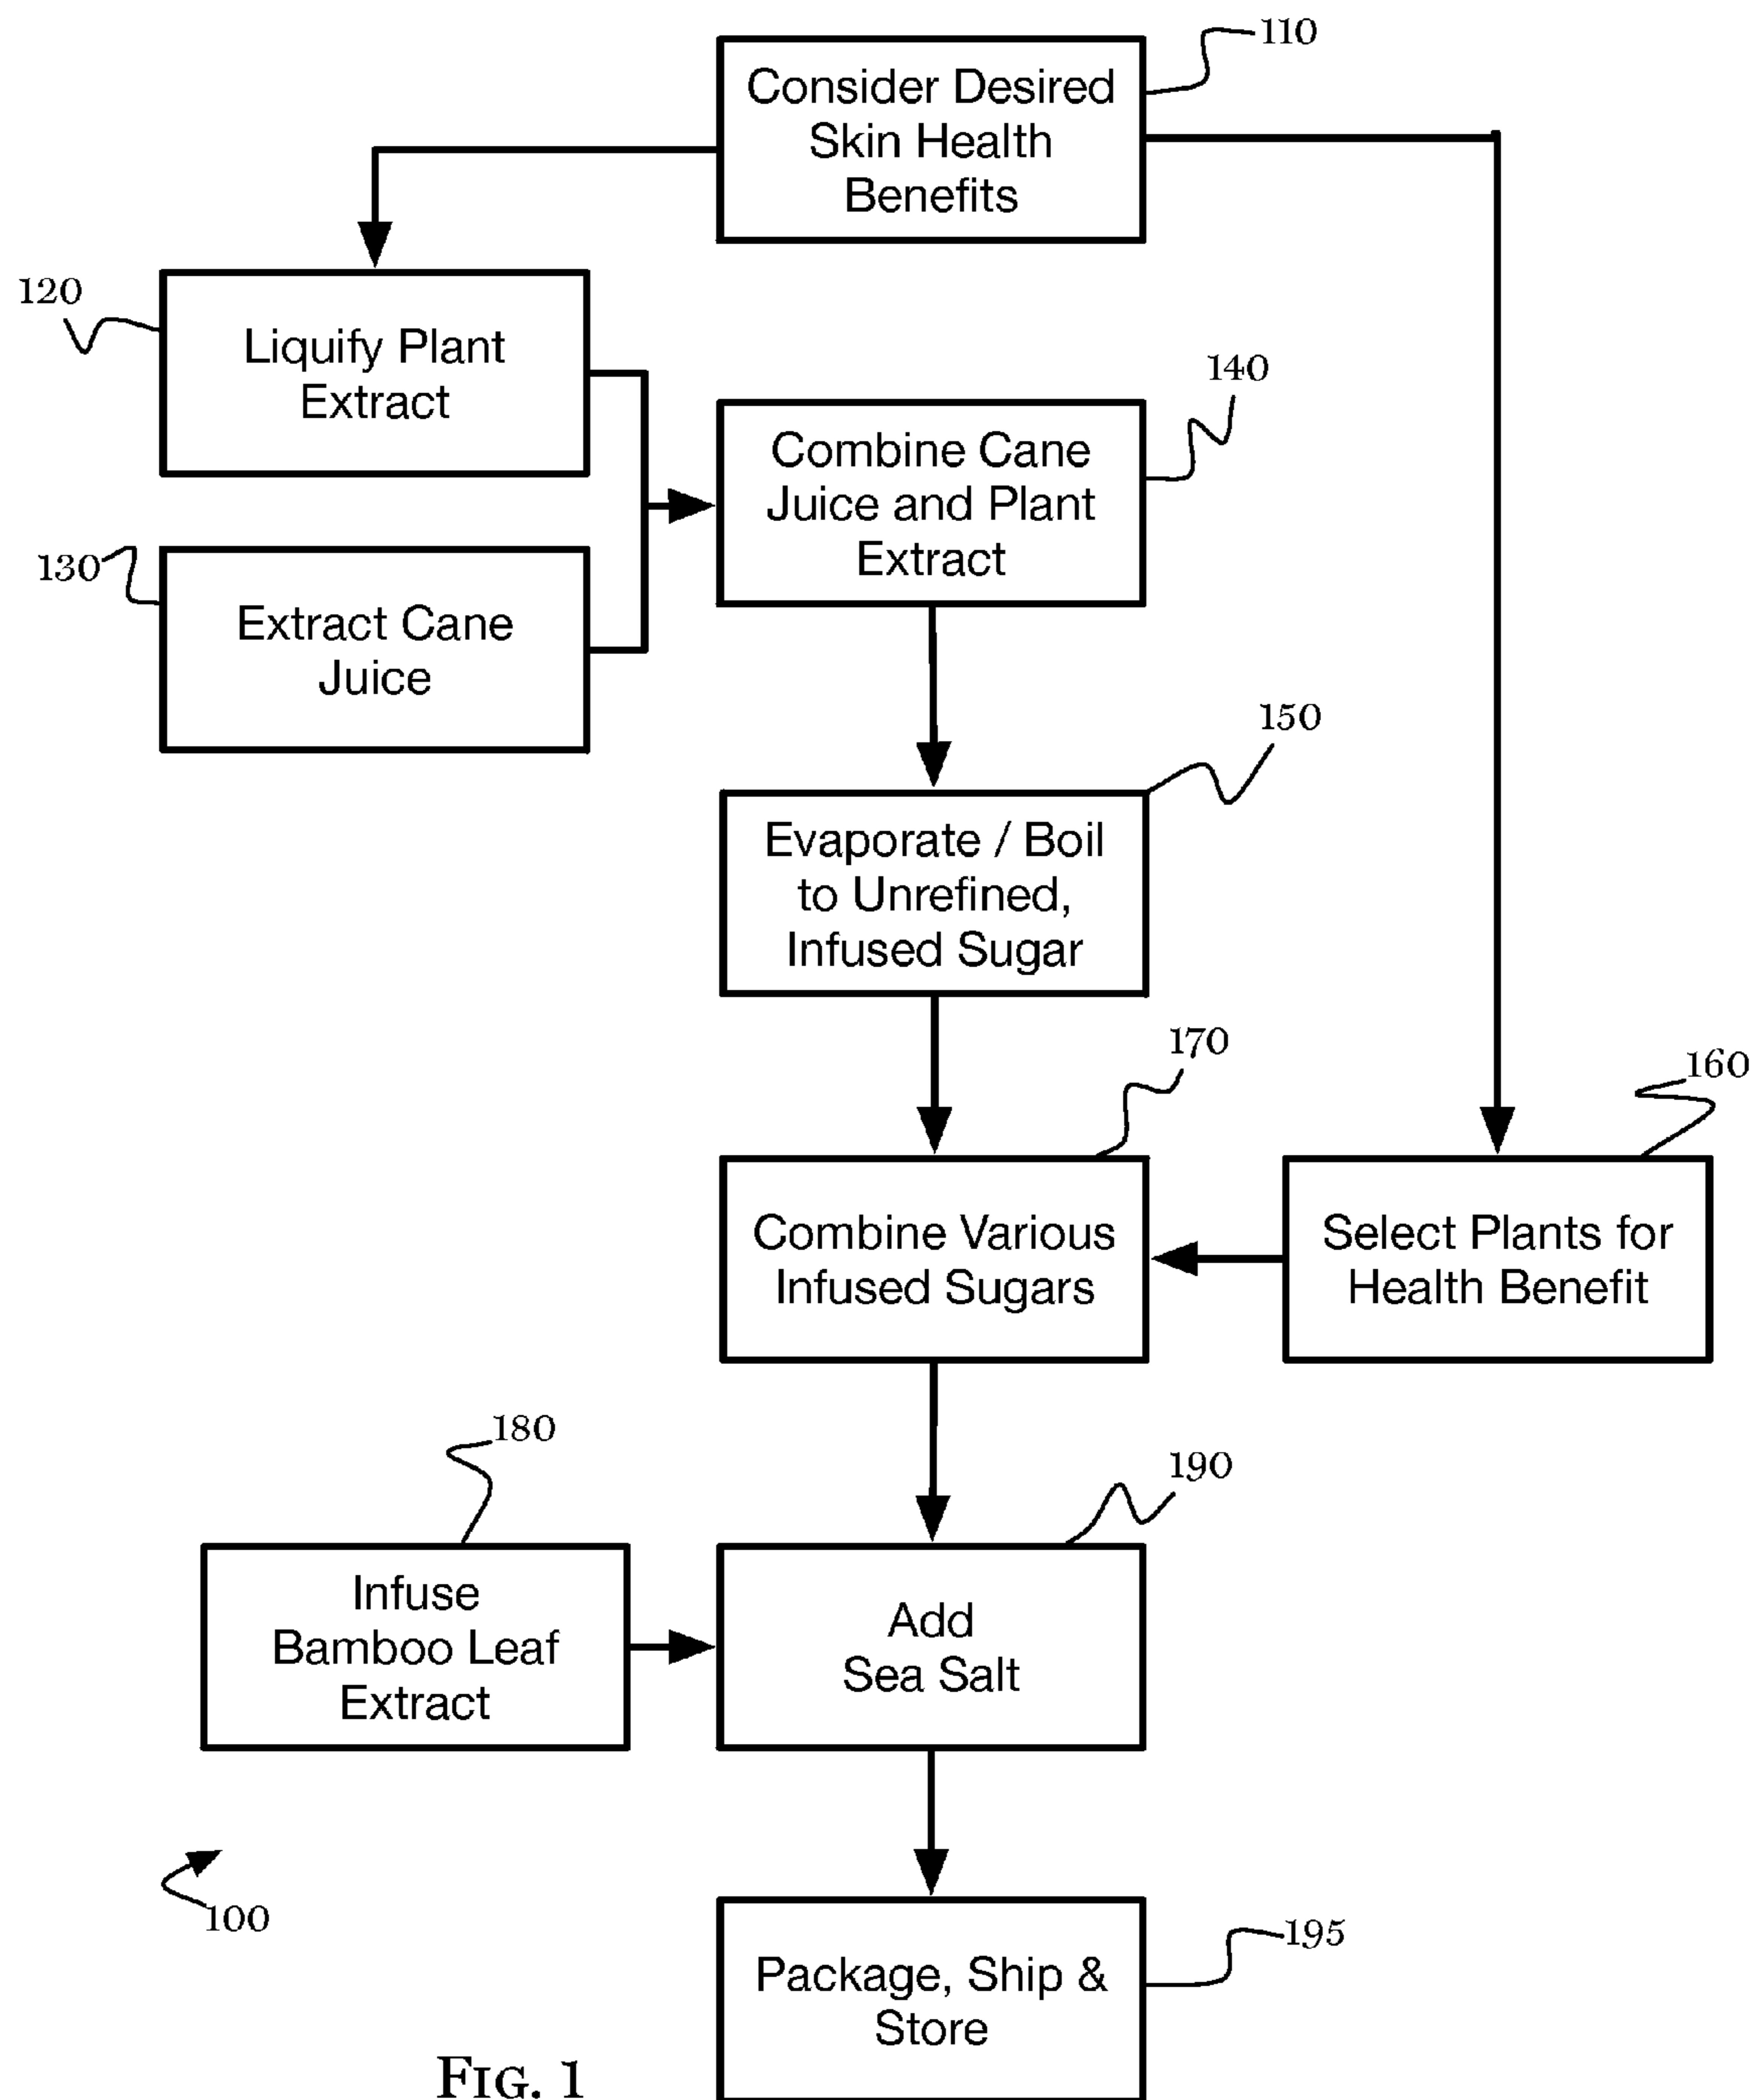 110
Consider Desired
Skin Health
Benefits
120
Liquify Plant
Extract
130
Extract Cane
Juice
140
Combine Cane
Juice and Plant
Extract
150
Evaporate / Boil
to Unrefined,
Infused Sugar
170
Combine Various
Infused Sugars
160
Select Plants for
Health Benefit
180
Infuse
Bamboo Leaf
Extract
190
Add
Sea Salt
100
195
Package, Ship &
Store
FIG. 1